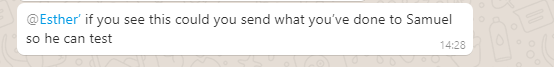 @Esther’ if you see this could you send what you’ve done to Samuel
so he can test
14:28